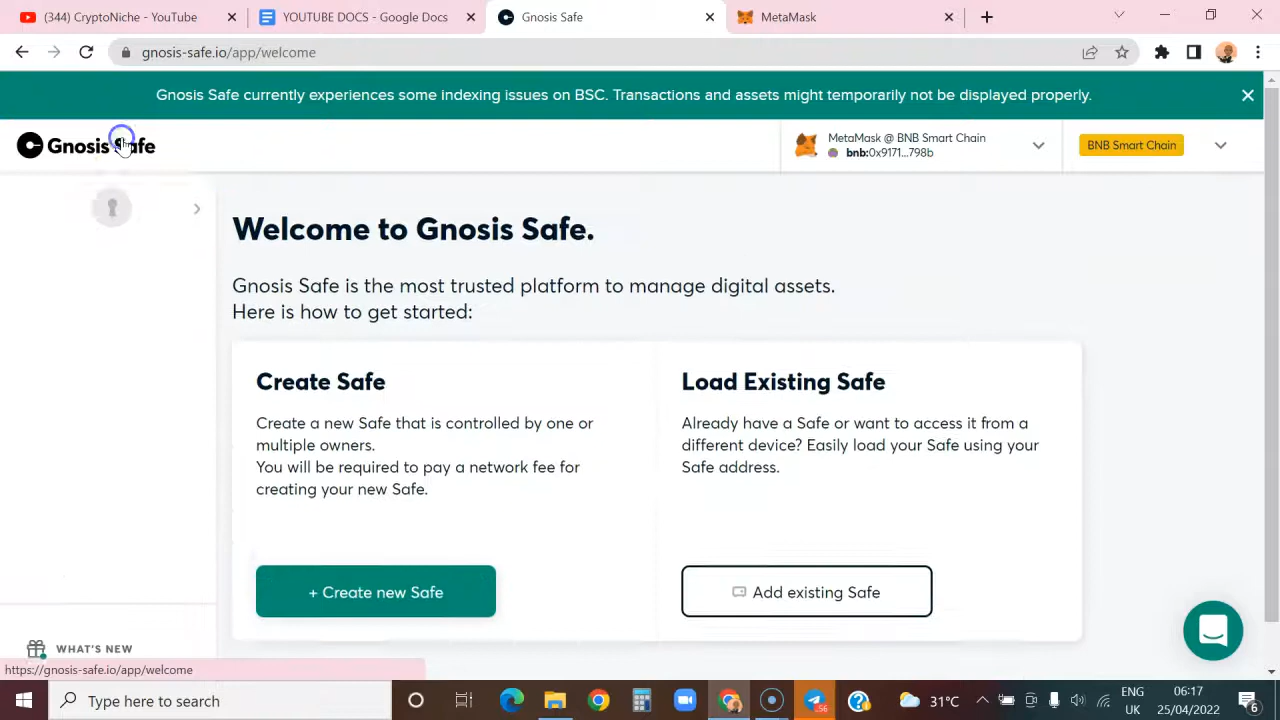 (344) CryptoNiche - YouTube
YOUTUBE DOCS - Google Docs
Gnosis Safe
MetaMask
gnosis-safe.io/app/welcome
Gnosis Safe currently experiences some indexing issues on BSC. Transactions and assets might temporarily not be displayed properly.
Gnosis Safe
MetaMask @ BNB Smart Chain
bnb:0x9171...798b
BNB Smart Chain
Welcome to Gnosis Safe.
Gnosis Safe is the most trusted platform to manage digital assets.
Here is how to get started:
Create Safe
Create a new Safe that is controlled by one or
multiple owners.
You will be required to pay a network fee for
creating your new Safe.
+ Create new Safe
Load Existing Safe
Already have a Safe or want to access it from a
different device? Easily load your Safe using your
Safe address.
Add existing Safe
WHAT'S NEW
https://gnosis-safe.io/app/welcome
Type here to search
56
31°C
ENG
UK
06:17
25/04/2022
6